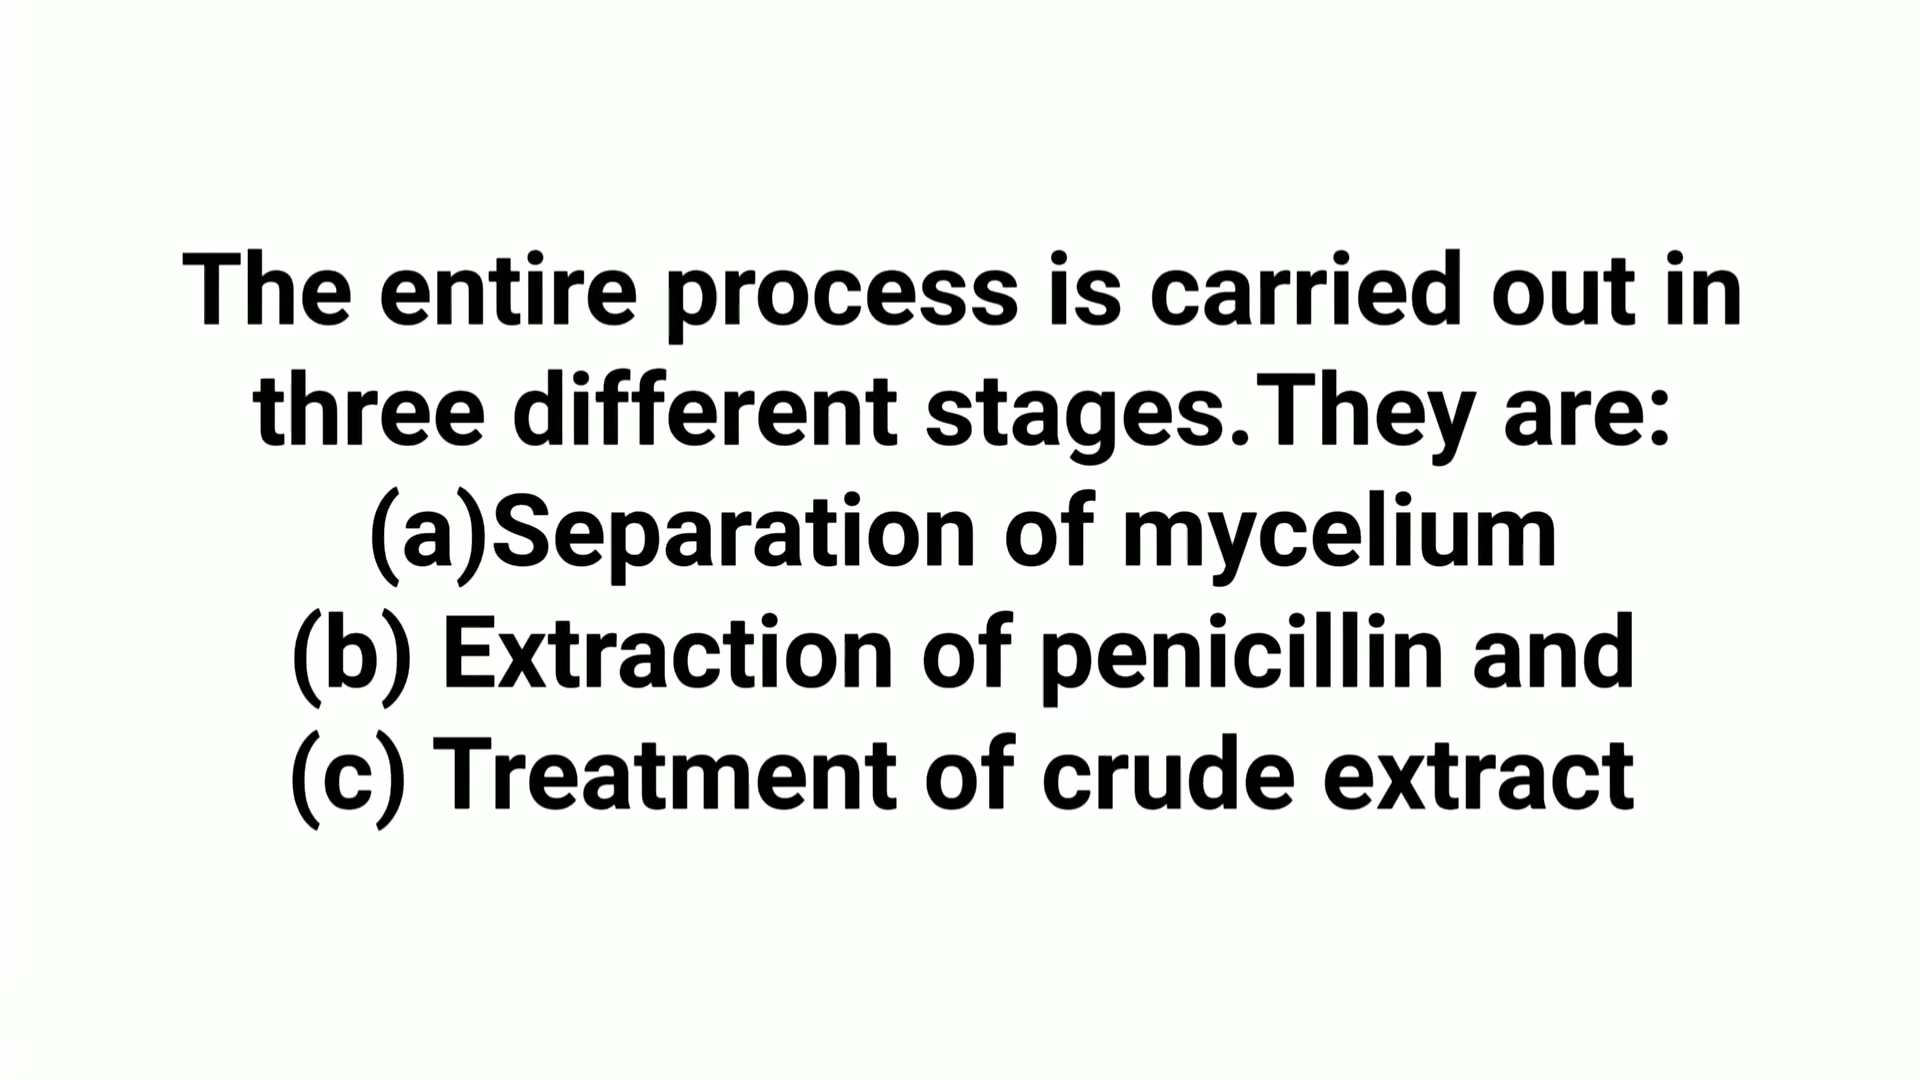 The entire process is carried out in
three different stages.They are:
(a)Separation of mycelium
(b) Extraction of penicillin and
(c) Treatment of crude extract